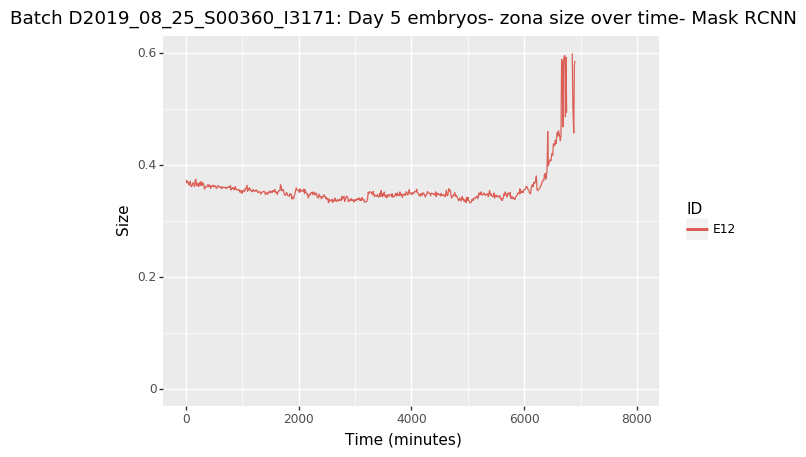 Batch D2019_08_25_S00360_I3171: Day 5 embryos- zona size over time- Mask RCNN
0.6
0.4
0.2
0
Size
0 2000 4000 6000 8000
Time (minutes)
ID
E12